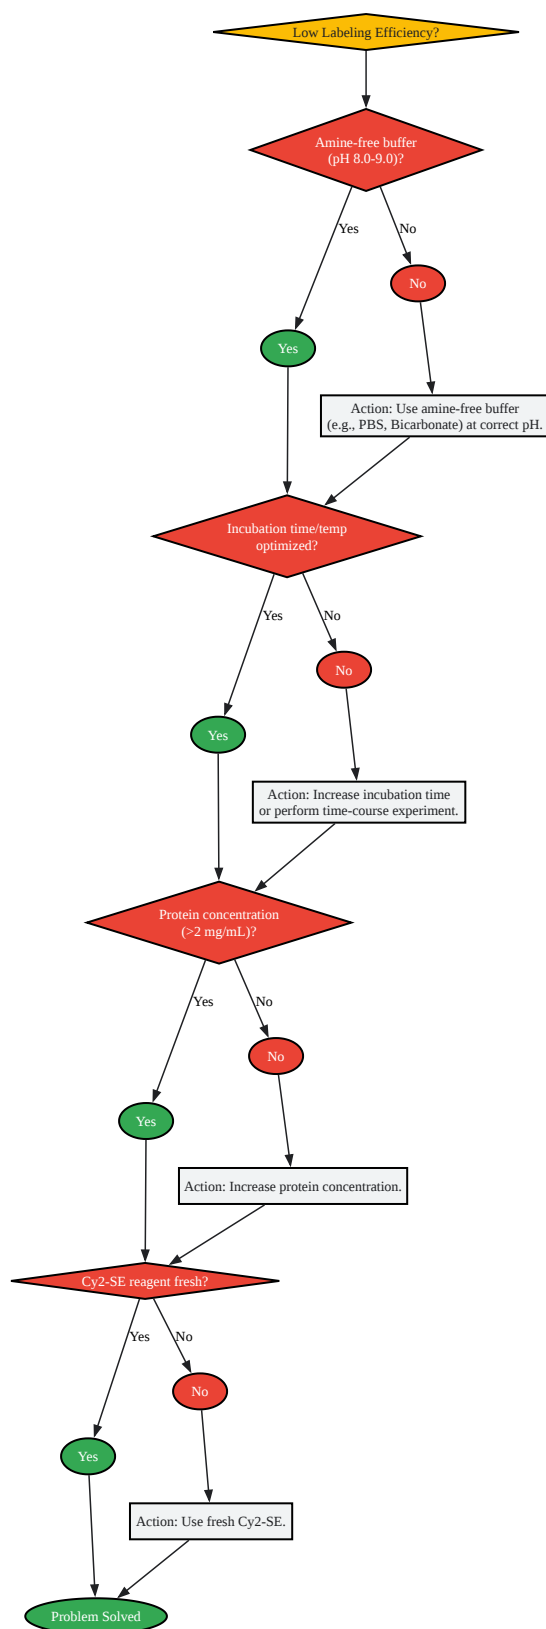 Low Labeling Efficiency?
Amine-free buffer
(pH 8.0-9.0)?
Yes
No
No
Yes
Action: Use amine-free buffer
(e.g., PBS, Bicarbonate) at correct pH.
Incubation time/temp
optimized?
Yes
No
No
Yes
Action: Increase incubation time
or perform time-course experiment.
Protein concentration
(>2 mg/mL)?
Yes
No
No
Yes
Action: Increase protein concentration.
Cy2-SE reagent fresh?
Yes
No
No
Yes
Action: Use fresh Cy2-SE.
Problem Solved